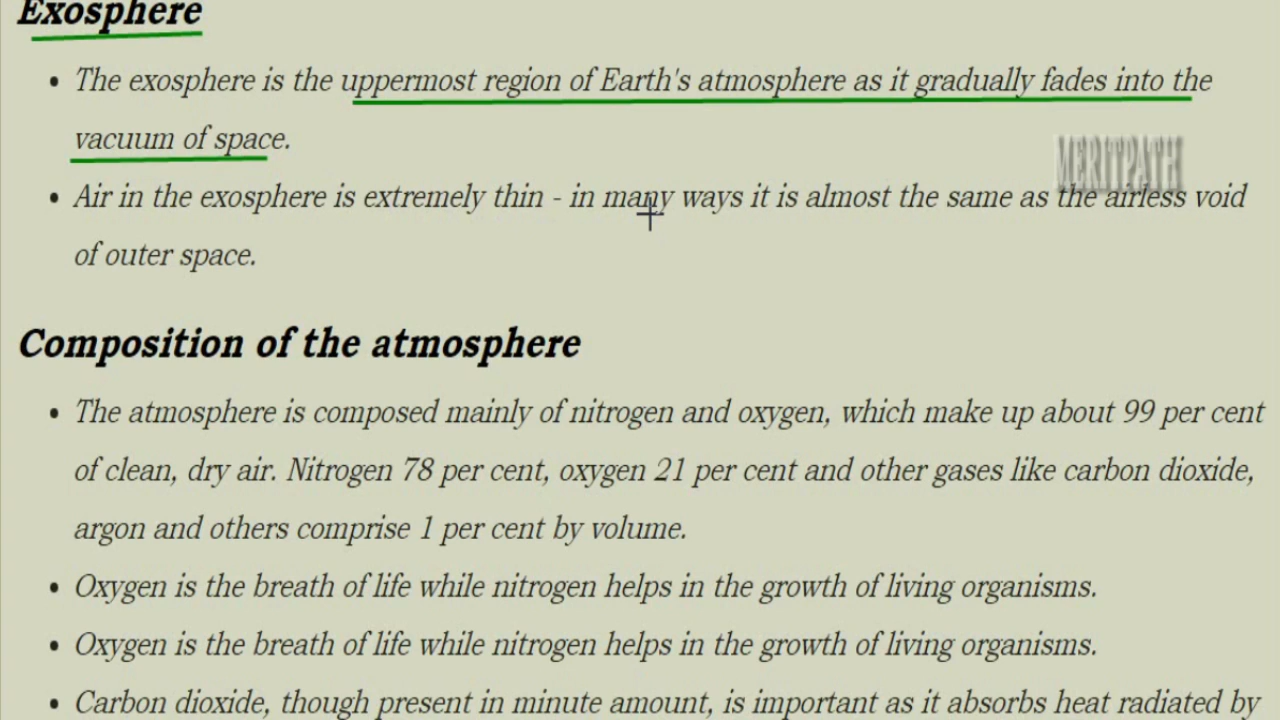 Exosphere
• The exosphere is the uppermost region of Earth's atmosphere as it gradually fades into the
vacuum of space.
MERITPATH
• Air in the exosphere is extremely thin - in many ways it is almost the same as the airless void
of outer space.
Composition of the atmosphere
• The atmosphere is composed mainly of nitrogen and oxygen, which make up about 99 per cent
of clean, dry air. Nitrogen 78 per cent, oxygen 21 per cent and other gases like carbon dioxide,
argon and others comprise 1 per cent by volume.
• Oxygen is the breath of life while nitrogen helps in the growth of living organisms.
• Oxygen is the breath of life while nitrogen helps in the growth of living organisms.
• Carbon dioxide, though present in minute amount, is important as it absorbs heat radiated by